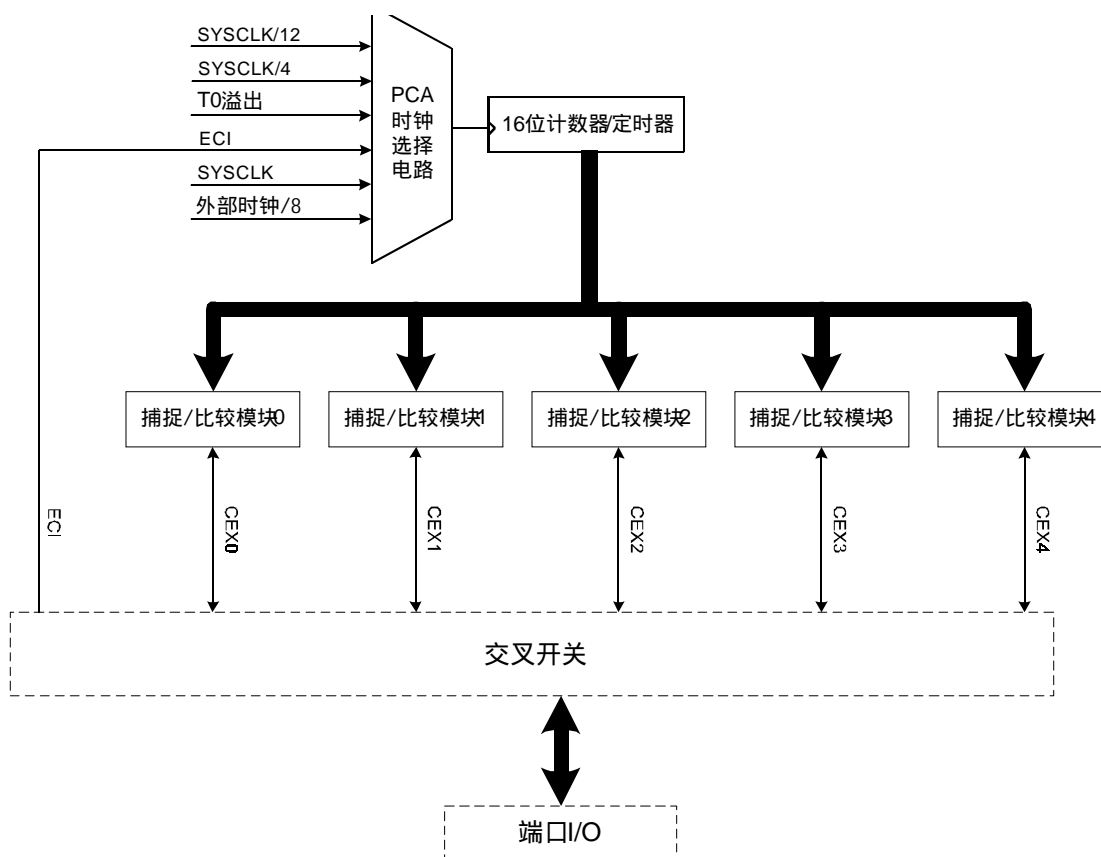 SYSCLK/12
SYSCLK/4
T0溢出
ECI
SYSCLK
外部时钟/8
PCA
时钟
选择
电路
16位计数器/定时器
捕捉/比较模块0
捕捉/比较模块1
捕捉/比较模块2
捕捉/比较模块3
捕捉/比较模块4
ECI
CEX0
CEX1
CEX2
CEX3
CEX4
交叉开关
端口I/O